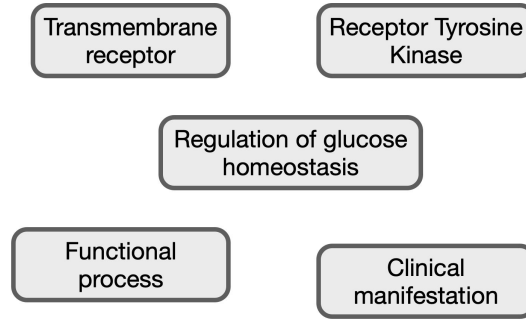 Transmembrane
receptor
Receptor Tyrosine
Kinase
Regulation of glucose
homeostasis
Functional
process
Clinical
manifestation